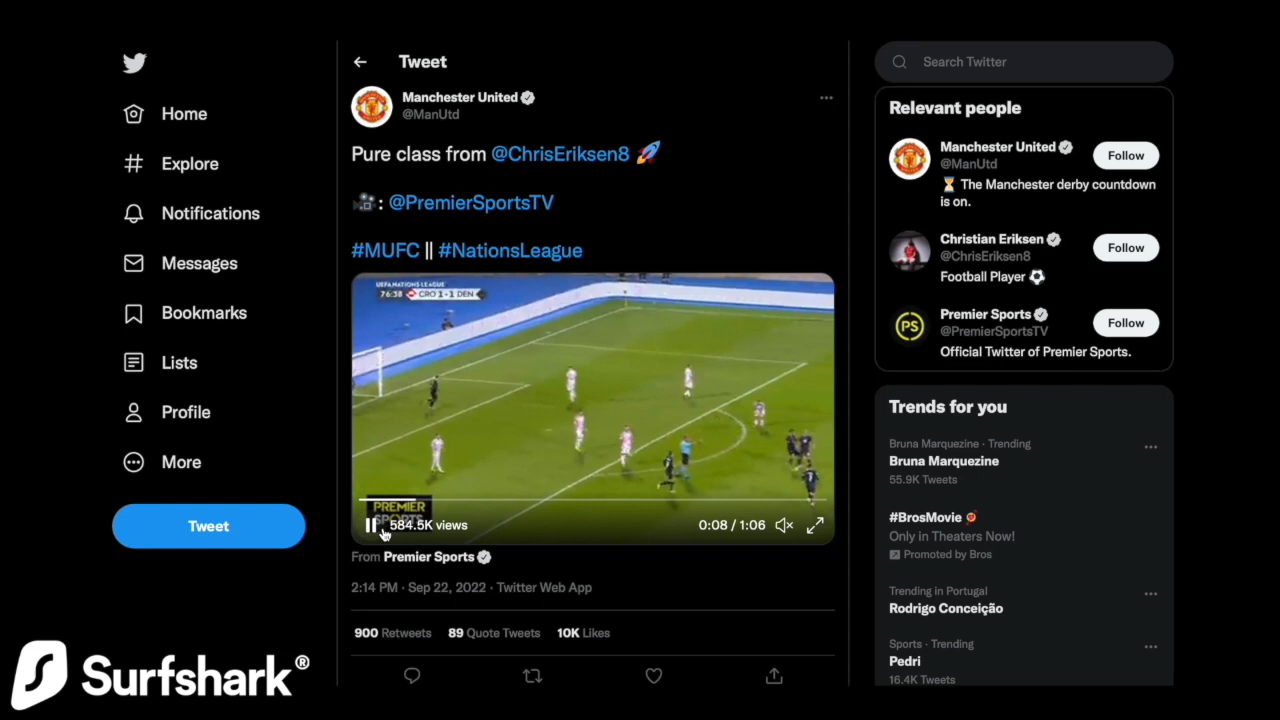 Home
Explore
Notifications
Messages
Bookmarks
Lists
Profile
More
Tweet
Surfshark®
Tweet
Manchester United
@ManUtd
Pure class from @ChrisEriksen8 🚀
🎥: @PremierSportsTV
#MUFC || #NationsLeague
UEFA NATIONS LEAGUE
76:38 CRO 1-1 DEN
PREMIER
SPORTS
584.5K views
0:08 / 1:06
From Premier Sports
2:14 PM · Sep 22, 2022 · Twitter Web App
900 Retweets 89 Quote Tweets 10K Likes
Search Twitter
Relevant people
Manchester United
@ManUtd
Follow
⏳ The Manchester derby countdown
is on.
Christian Eriksen
@ChrisEriksen8
Follow
Football Player ⚽
PS
Premier Sports
@PremierSportsTV
Follow
Official Twitter of Premier Sports.
Trends for you
Bruna Marquezine · Trending
Bruna Marquezine
55.9K Tweets
#BrosMovie
Only in Theaters Now!
Promoted by Bros
Trending in Portugal
Rodrigo Conceição
Sports · Trending
Pedri
16.4K Tweets